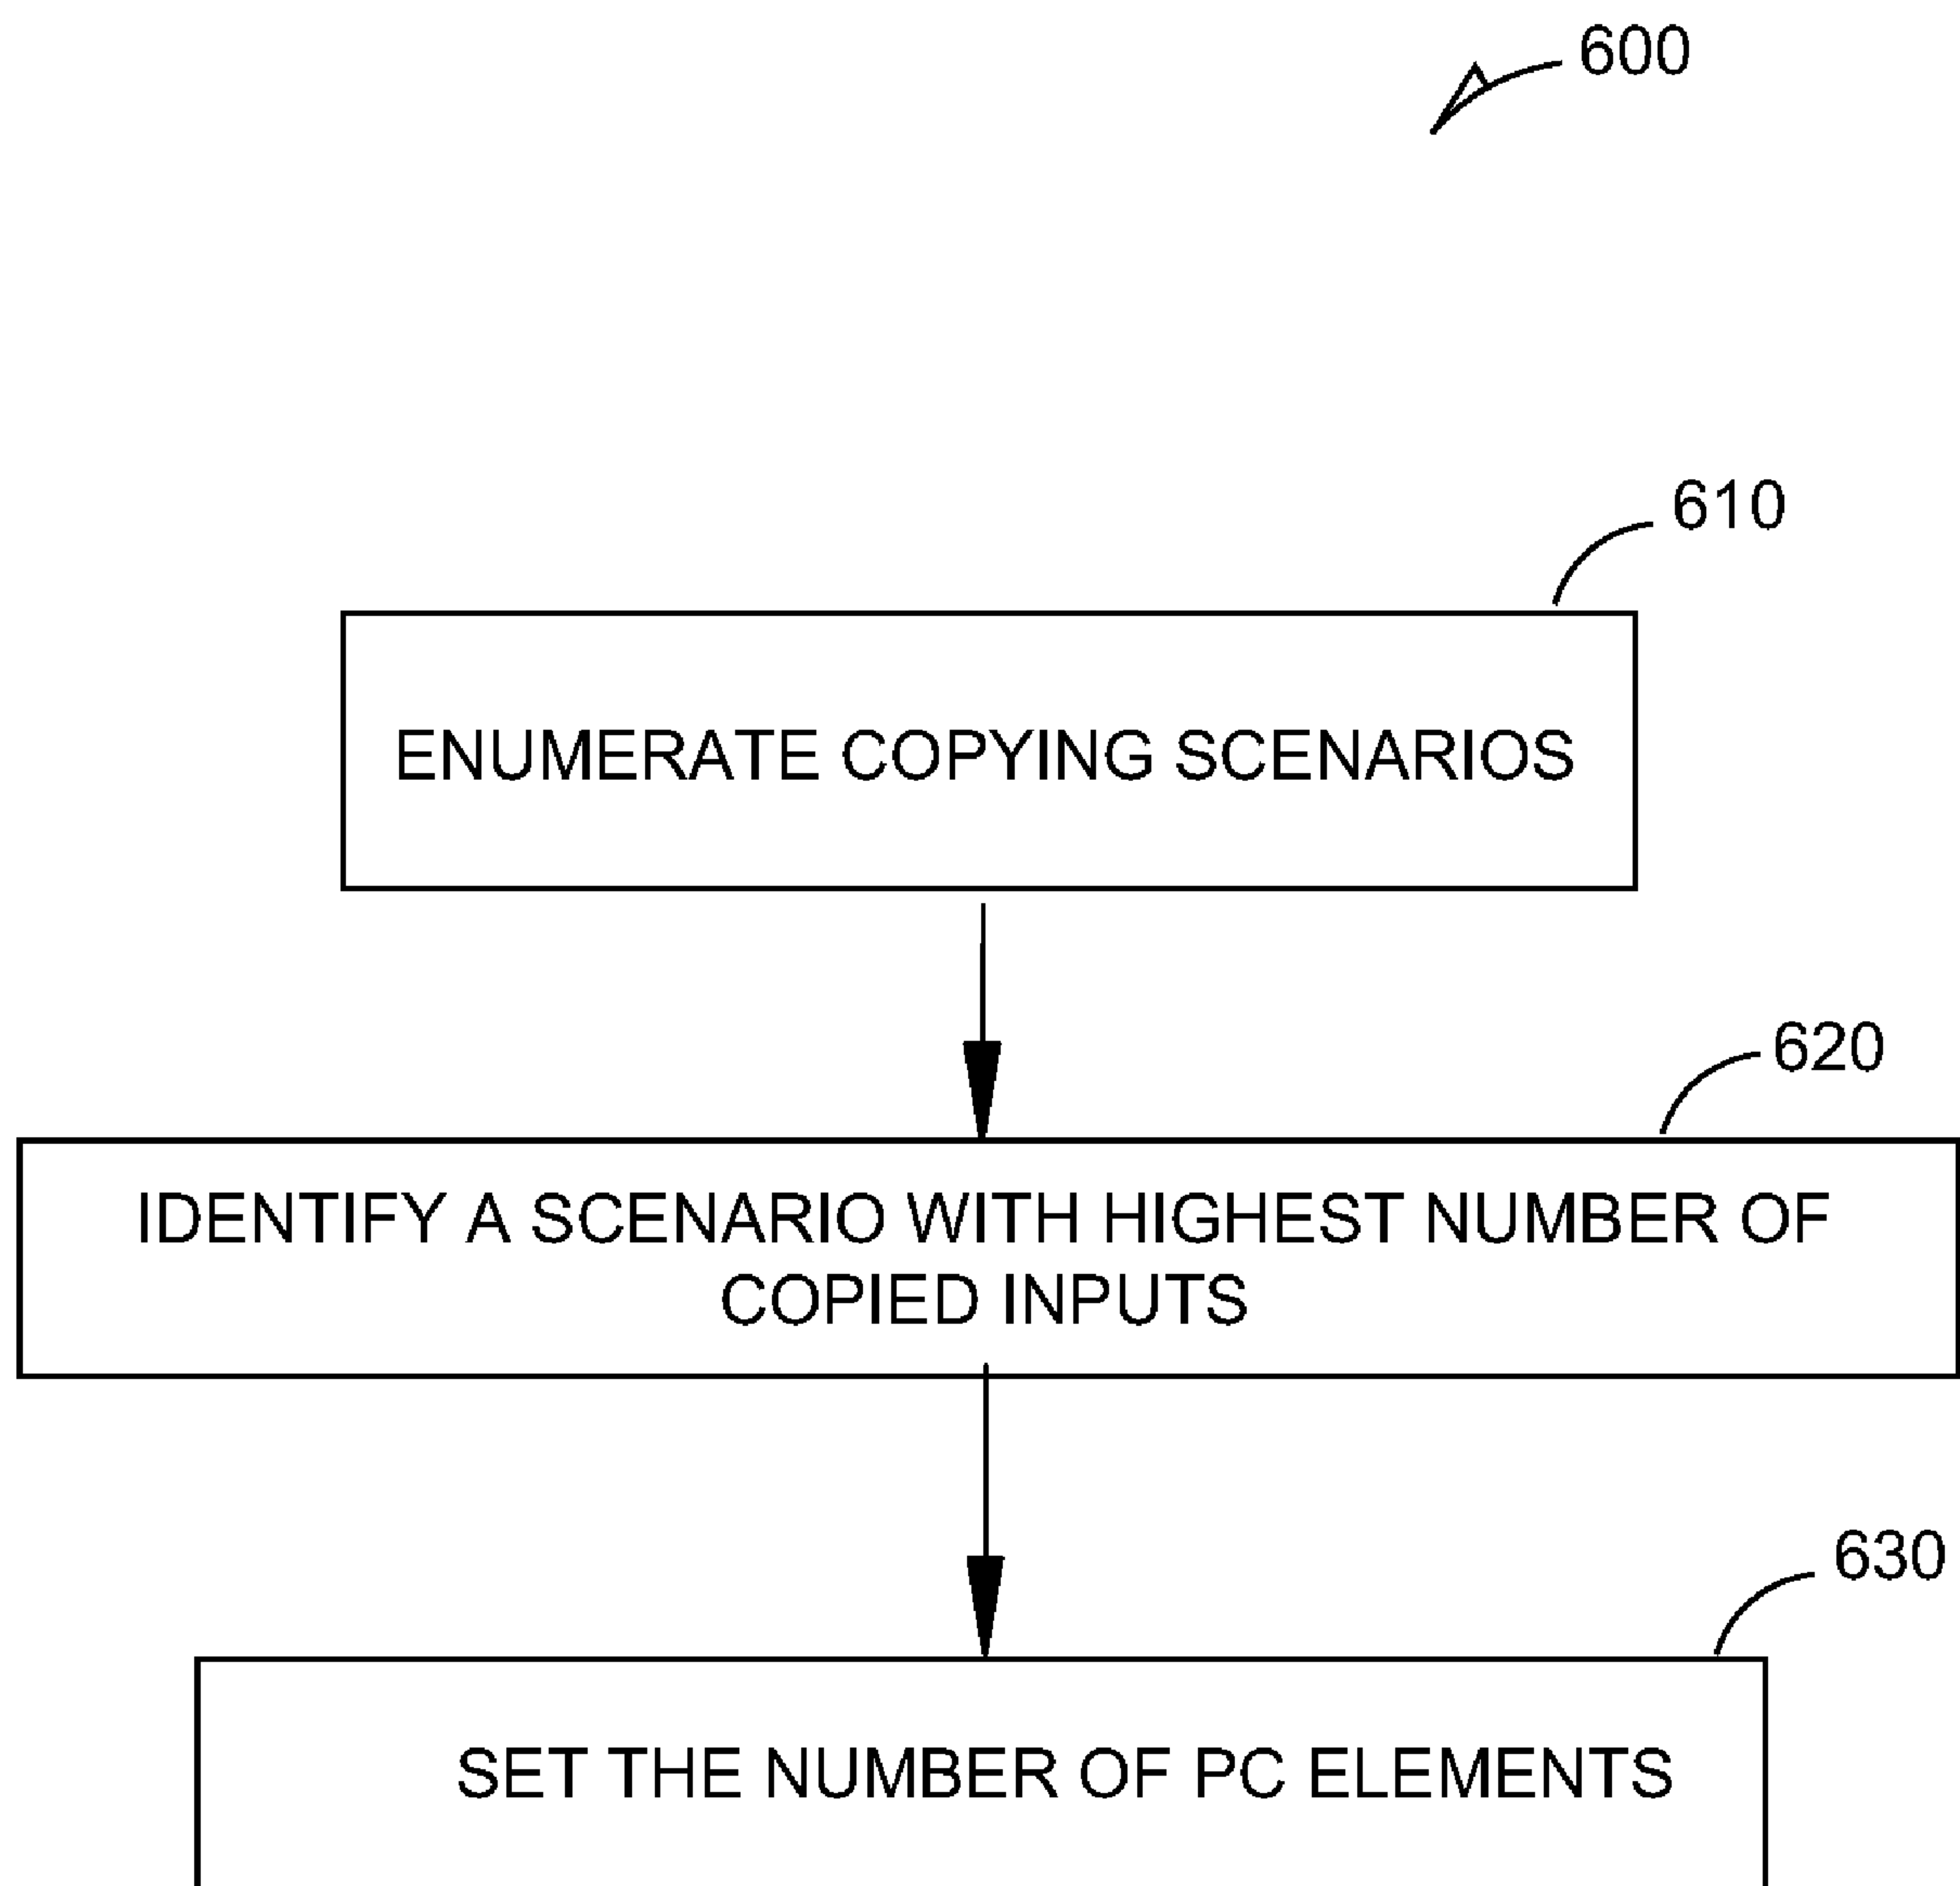 600
610
ENUMERATE COPYING SCENARIOS
620
IDENTIFY A SCENARIO WITH HIGHEST NUMBER OF
COPIED INPUTS
630
SET THE NUMBER OF PC ELEMENTS